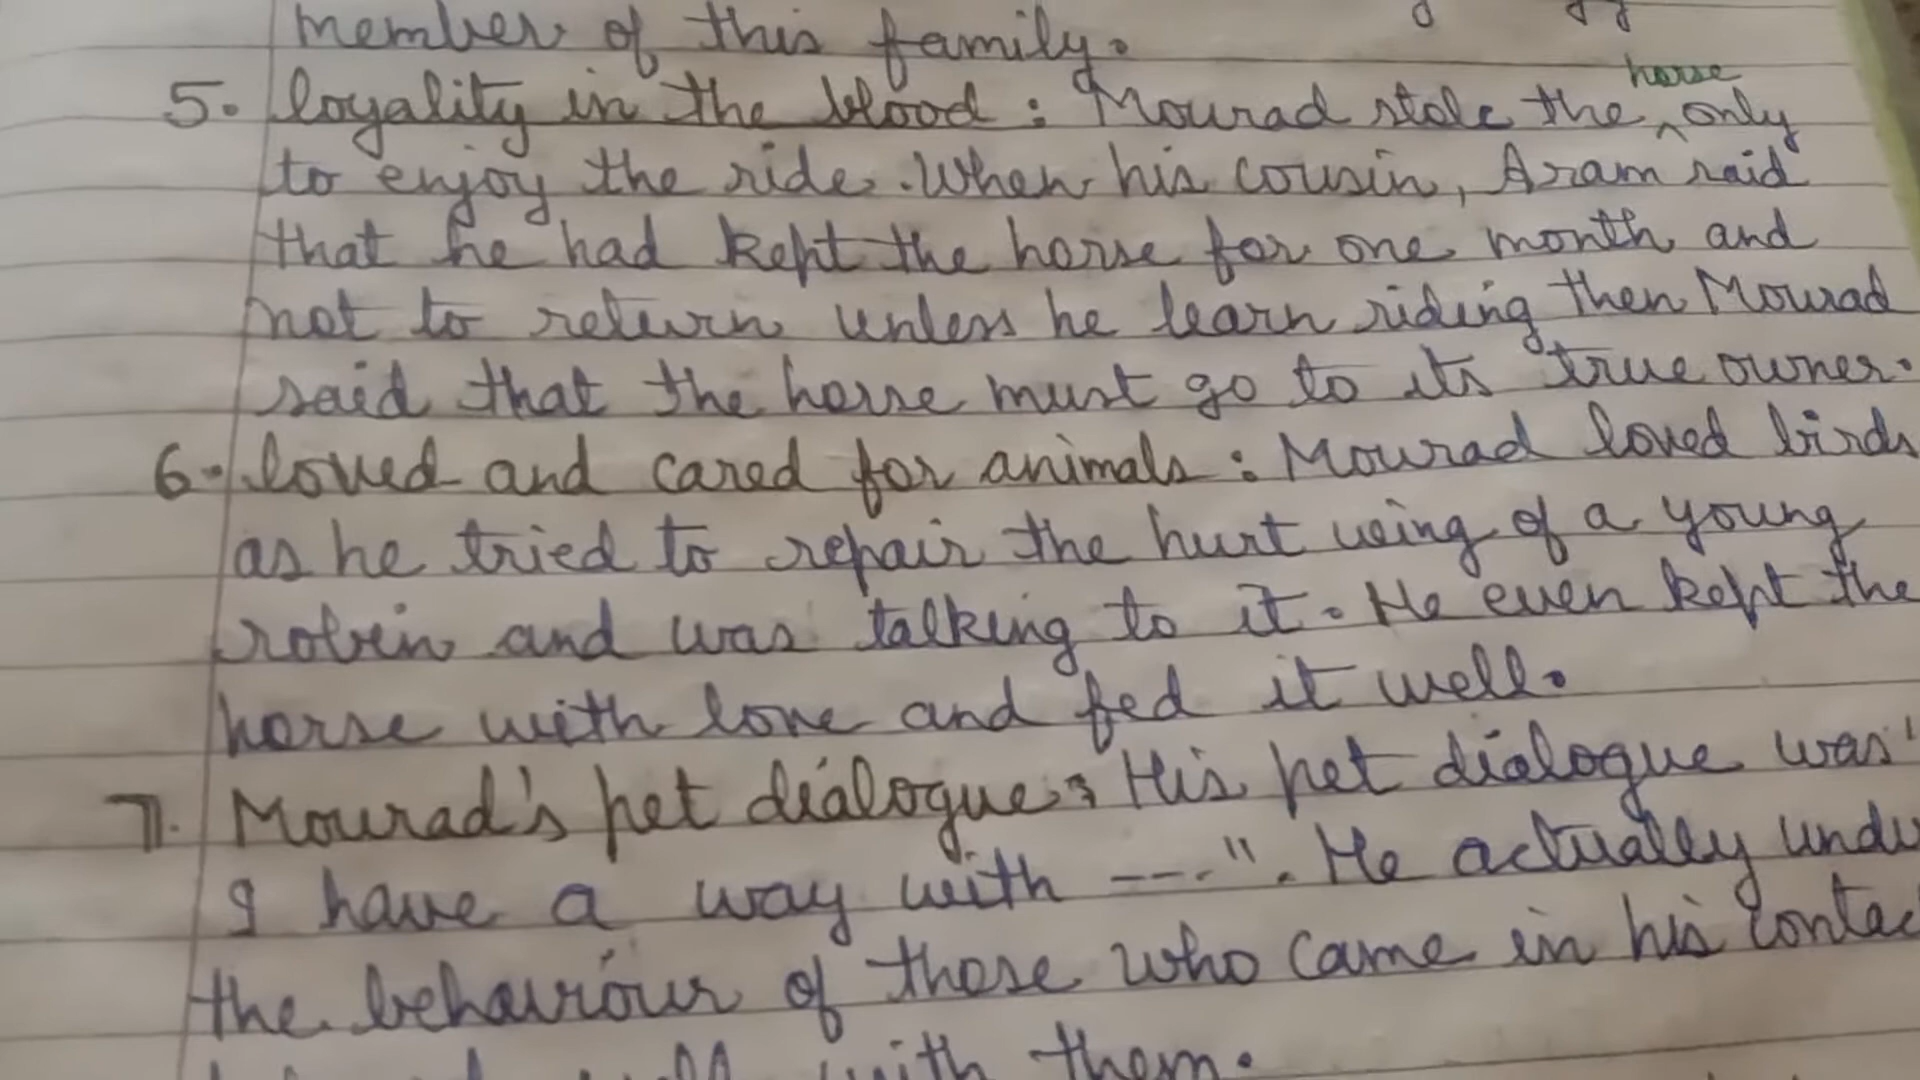 member of this family.
5. loyality in the blood : Mourad stole the horse only
to enjoy the ride. When his cousin, Aram said
that he had kept the horse for one month and
not to return unless he learn riding then Mourad
said that the horse must go to its true owner.
6. loved and cared for animals : Mourad loved birds
as he tried to repair the hurt wing of a young
robin and was talking to it. He even kept the
horse with love and fed it well.
7. Mourad's pet dialogue : His pet dialogue was "
I have a way with ----". He actually
the behaviour of those who came in his
with them.